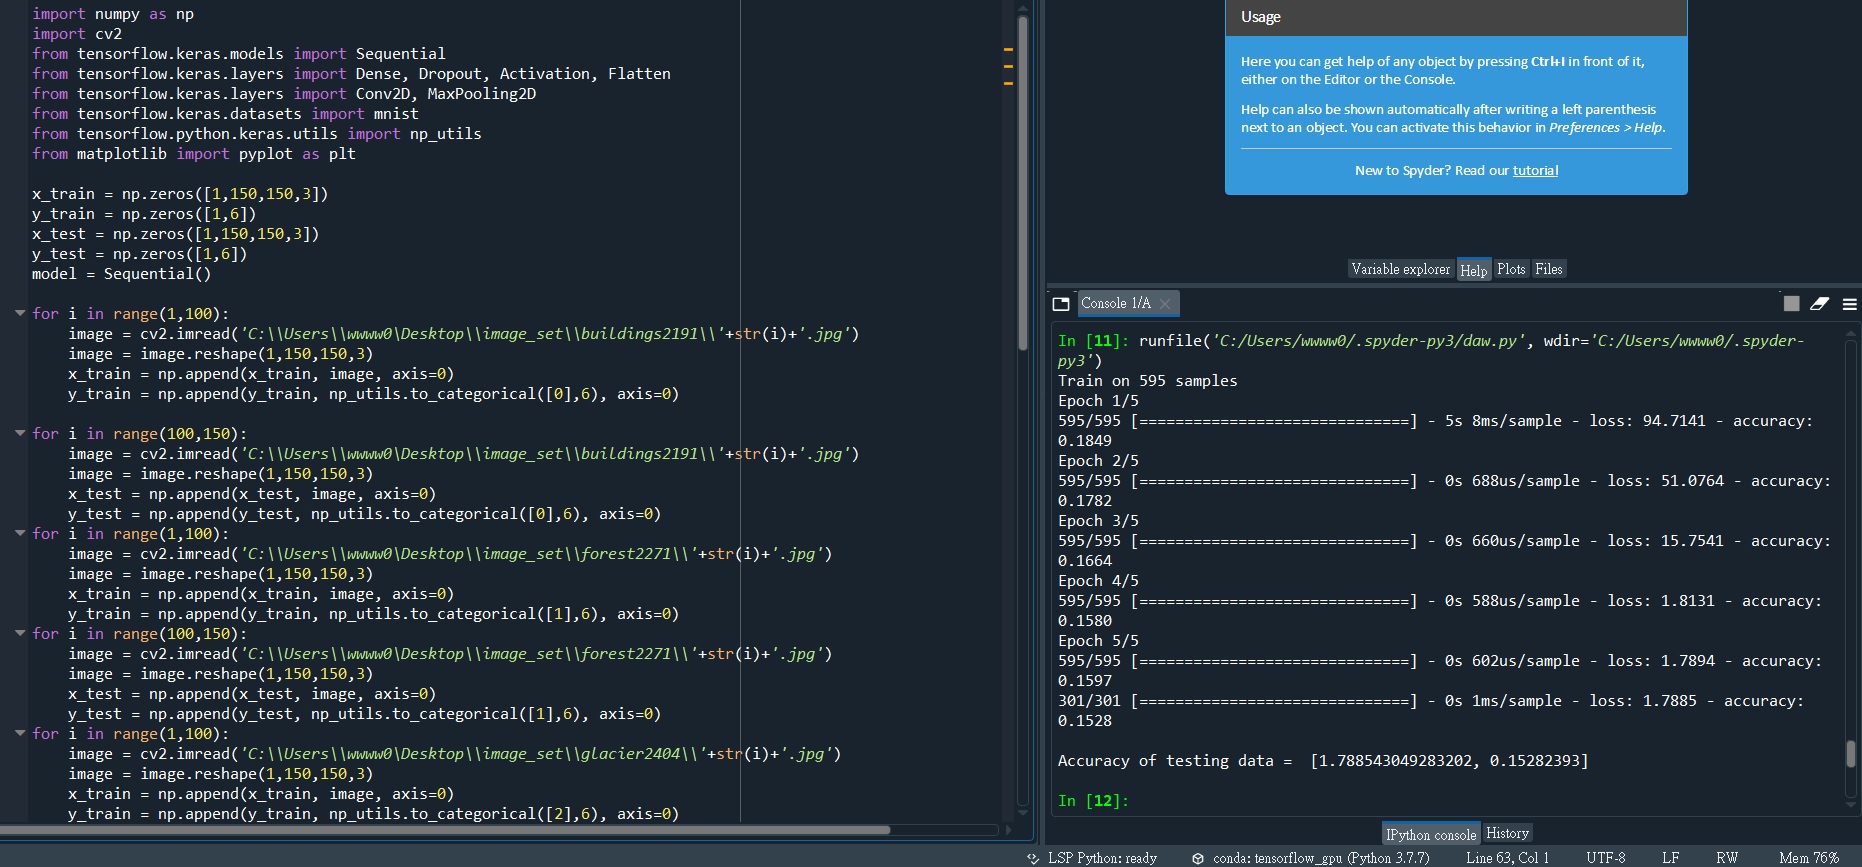 import numpy as np
import cv2
from tensorflow.keras.models import Sequential
from tensorflow.keras.layers import Dense, Dropout, Activation, Flatten
from tensorflow.keras.layers import Conv2D, MaxPooling2D
from tensorflow.keras.datasets import mnist
from tensorflow.python.keras.utils import np_utils
from matplotlib import pyplot as plt
x_train = np.zeros([1,150,150,3])
y_train = np.zeros([1,6])
x_test = np.zeros([1,150,150,3])
y_test = np.zeros([1,6])
model = Sequential()
for i in range(1,100):
    image = cv2.imread('C:\\Users\\wwww0\Desktop\\image_set\\buildings2191\\'+str(i)+'.jpg')
    image = image.reshape(1,150,150,3)
    x_train = np.append(x_train, image, axis=0)
    y_train = np.append(y_train, np_utils.to_categorical([0],6), axis=0)
for i in range(100,150):
    image = cv2.imread('C:\\Users\\wwww0\Desktop\\image_set\\buildings2191\\'+str(i)+'.jpg')
    image = image.reshape(1,150,150,3)
    x_test = np.append(x_test, image, axis=0)
    y_test = np.append(y_test, np_utils.to_categorical([0],6), axis=0)
for i in range(1,100):
    image = cv2.imread('C:\\Users\\wwww0\Desktop\\image_set\\forest2271\\'+str(i)+'.jpg')
    image = image.reshape(1,150,150,3)
    x_train = np.append(x_train, image, axis=0)
    y_train = np.append(y_train, np_utils.to_categorical([1],6), axis=0)
for i in range(100,150):
    image = cv2.imread('C:\\Users\\wwww0\Desktop\\image_set\\forest2271\\'+str(i)+'.jpg')
    image = image.reshape(1,150,150,3)
    x_test = np.append(x_test, image, axis=0)
    y_test = np.append(y_test, np_utils.to_categorical([1],6), axis=0)
for i in range(1,100):
    image = cv2.imread('C:\\Users\\wwww0\Desktop\\image_set\\glacier2404\\'+str(i)+'.jpg')
    image = image.reshape(1,150,150,3)
    x_train = np.append(x_train, image, axis=0)
    y_train = np.append(y_train, np_utils.to_categorical([2],6), axis=0)
Usage
Here you can get help of any object by pressing Ctrl+I in front of it,
either on the Editor or the Console.
Help can also be shown automatically after writing a left parenthesis
next to an object. You can activate this behavior in Preferences > Help.
New to Spyder? Read our tutorial
Variable explorer Help Plots Files
Console 1/A
In [11]: runfile('C:/Users/wwww0/.spyder-py3/daw.py', wdir='C:/Users/wwww0/.spyder-
py3')
Train on 595 samples
Epoch 1/5
595/595 [==============================] - 5s 8ms/sample - loss: 94.7141 - accuracy:
0.1849
Epoch 2/5
595/595 [==============================] - 0s 688us/sample - loss: 51.0764 - accuracy:
0.1782
Epoch 3/5
595/595 [==============================] - 0s 660us/sample - loss: 15.7541 - accuracy:
0.1664
Epoch 4/5
595/595 [==============================] - 0s 588us/sample - loss: 1.8131 - accuracy:
0.1580
Epoch 5/5
595/595 [==============================] - 0s 602us/sample - loss: 1.7894 - accuracy:
0.1597
301/301 [==============================] - 0s 1ms/sample - loss: 1.7885 - accuracy:
0.1528
Accuracy of testing data =  [1.788543049283202, 0.15282393]
In [12]:
IPython console History
LSP Python: ready conda: tensorflow_gpu (Python 3.7.7) Line 63, Col 1 UTF-8 LF RW Mem 76%